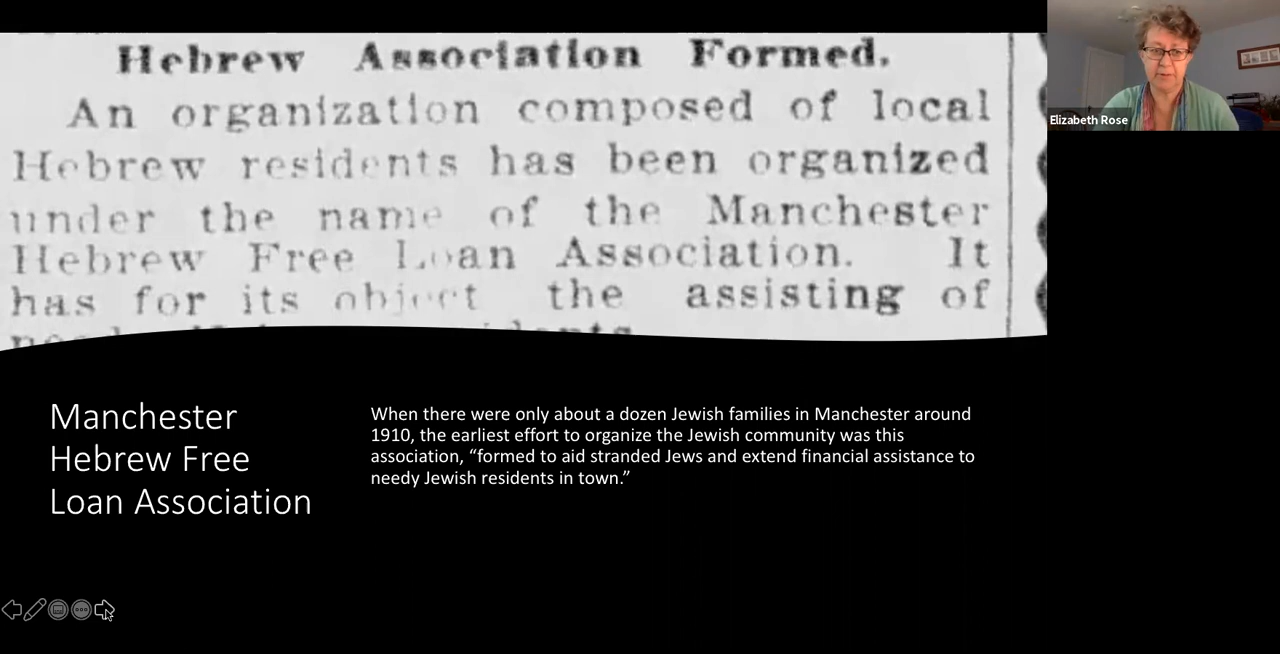 Hebrew Association Formed.
An organization composed of local
Hebrew residents has been organized
under the name of the Manchester
Hebrew Free Loan Association. It
has for its object the assisting of
Elizabeth Rose
Manchester
Hebrew Free
Loan Association
When there were only about a dozen Jewish families in Manchester around
1910, the earliest effort to organize the Jewish community was this
association, “formed to aid stranded Jews and extend financial assistance to
needy Jewish residents in town.”